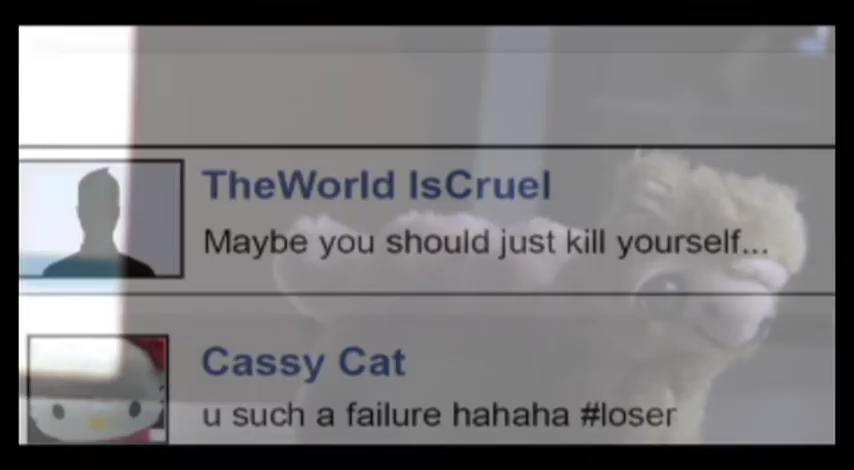 TheWorld IsCruel
Maybe you should just kill yourself...
Cassy Cat
u such a failure hahaha #loser